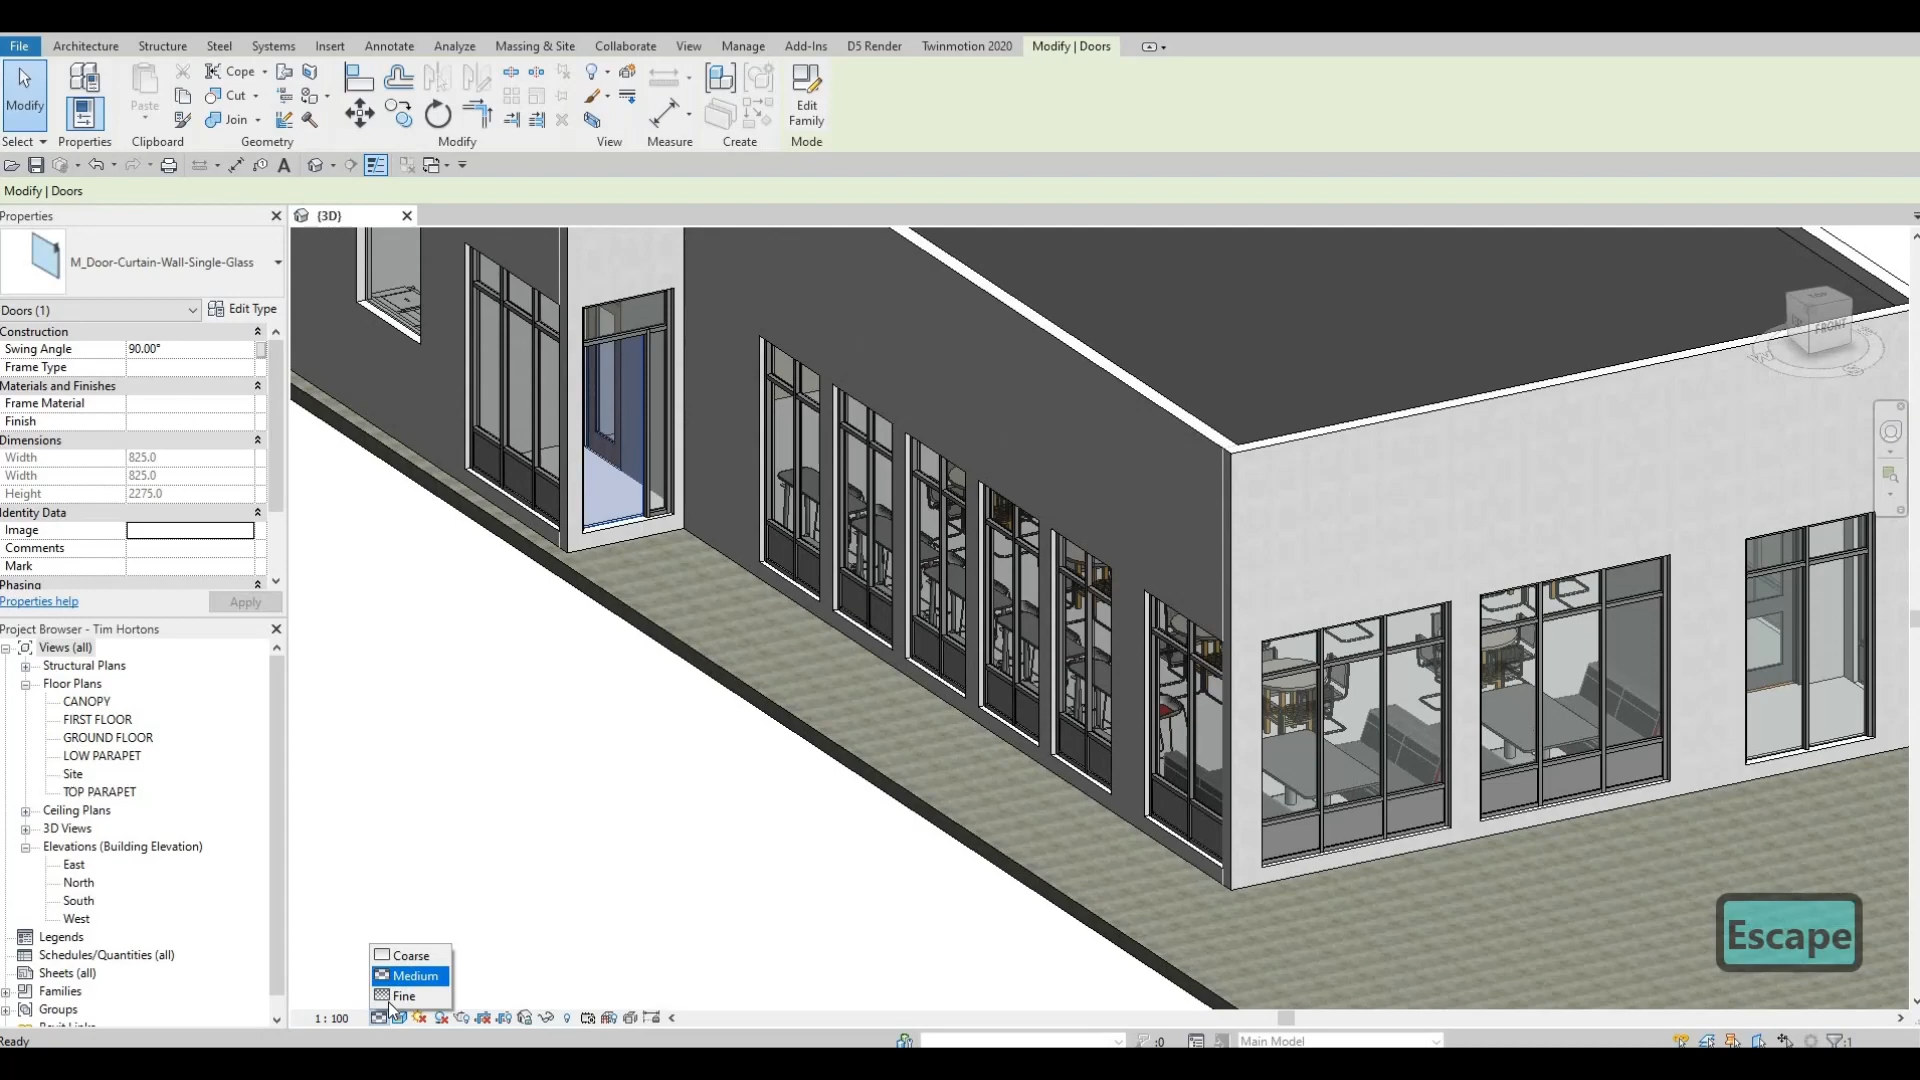 File Architecture Structure Steel Systems Insert Annotate Analyze Massing & Site Collaborate View Manage Add-Ins D5 Render Twinmotion 2020 Modify | Doors
Modify Paste Cope Cut Join Edit Family
Select Properties Clipboard Geometry Modify View Measure Create Mode
Modify | Doors
Properties
{3D}
M_Door-Curtain-Wall-Single-Glass
Doors (1) Edit Type
Construction
Swing Angle 90.00°
Frame Type
Materials and Finishes
Frame Material
Finish
Dimensions
Width 825.0
Width 825.0
Height 2275.0
Identity Data
Image
Comments
Mark
Phasing
Properties help Apply
Project Browser - Tim Hortons
Views (all)
Structural Plans
Floor Plans
CANOPY
FIRST FLOOR
GROUND FLOOR
LOW PARAPET
Site
TOP PARAPET
Ceiling Plans
3D Views
Elevations (Building Elevation)
East
North
South
West
Legends
Schedules/Quantities (all)
Sheets (all)
Families
Groups
Revit Links
FRONT
W
S
Escape
Coarse
Medium
Fine
1 : 100
Ready
:0
Main Model
:1